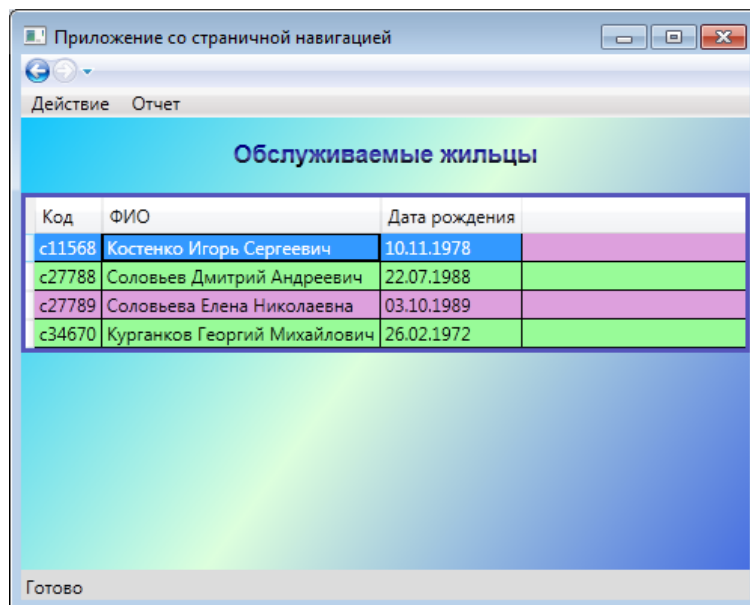 Приложение со страничной навигацией
Действие Отчет
Обслуживаемые жильцы
Код ФИО Дата рождения
c11568 Костенко Игорь Сергеевич 10.11.1978
c27788 Соловьев Дмитрий Андреевич 22.07.1988
c27789 Соловьева Елена Николаевна 03.10.1989
c34670 Курганков Георгий Михайлович 26.02.1972
Готово